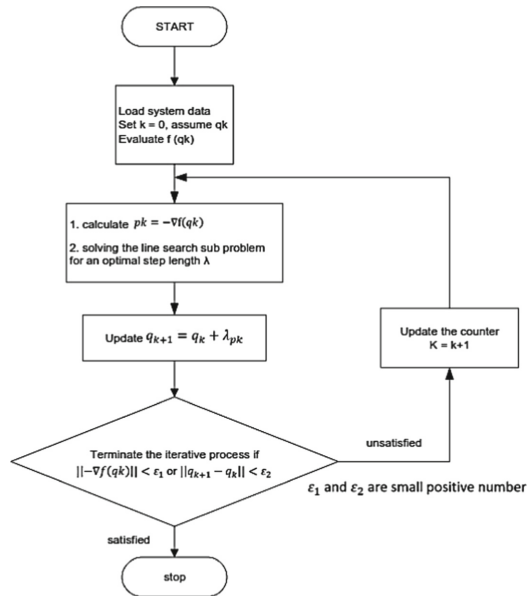 START
Load system data
Set k = 0, assume qk
Evaluate f (qk)
1. calculate pk = −∇f(qk)
2. solving the line search sub problem
for an optimal step length λ
Update qₖ₊₁ = qₖ + λₚₖ
Update the counter
K = k+1
Terminate the iterative process if
||−∇f(qk)|| < ε₁ or ||qₖ₊₁ − qₖ|| < ε₂
unsatisfied
ε₁ and ε₂ are small positive number
satisfied
stop